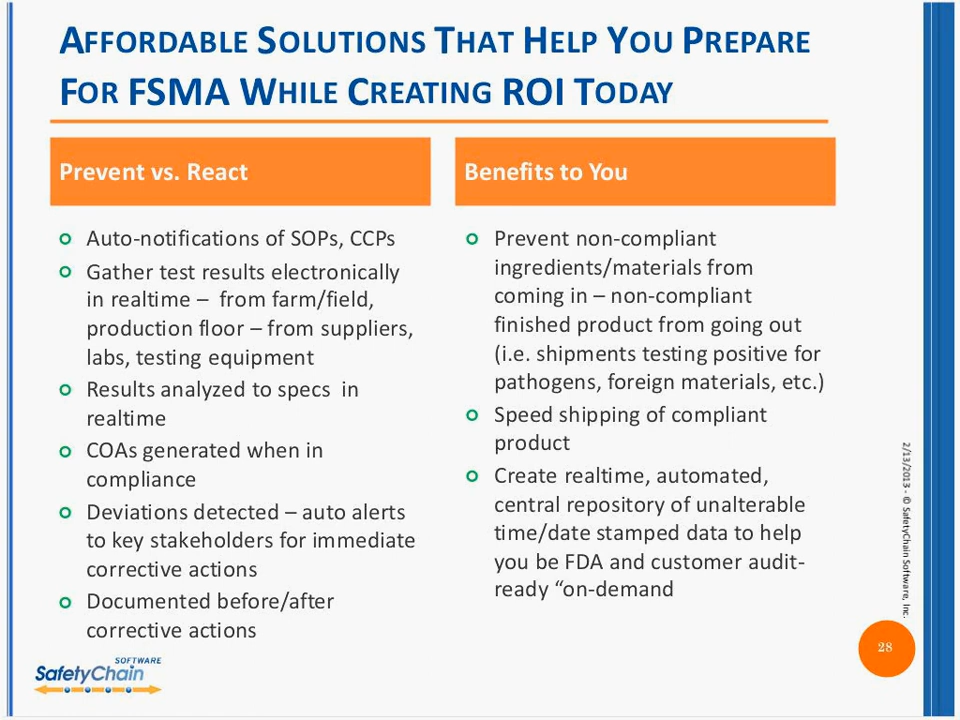 AFFORDABLE SOLUTIONS THAT HELP YOU PREPARE
FOR FSMA WHILE CREATING ROI TODAY
Prevent vs. React
Auto-notifications of SOPs, CCPs
Gather test results electronically
in realtime – from farm/field,
production floor – from suppliers,
labs, testing equipment
Results analyzed to specs in
realtime
COAs generated when in
compliance
Deviations detected – auto alerts
to key stakeholders for immediate
corrective actions
Documented before/after
corrective actions
Benefits to You
Prevent non-compliant
ingredients/materials from
coming in – non-compliant
finished product from going out
(i.e. shipments testing positive for
pathogens, foreign materials, etc.)
Speed shipping of compliant
product
Create realtime, automated,
central repository of unalterable
time/date stamped data to help
you be FDA and customer audit-
ready “on-demand
2/13/2013 - © SafetyChain Software, Inc.
28
SOFTWARE
SafetyChain